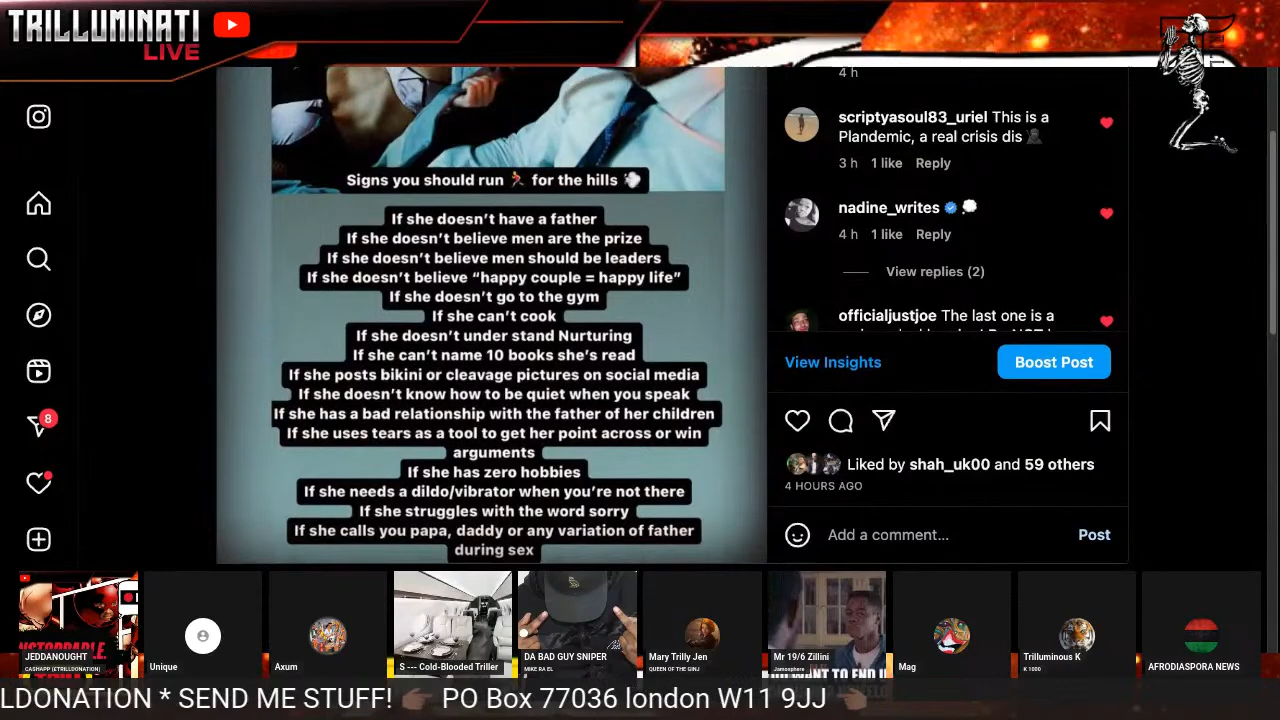 TRILLUMINATI
LIVE
Signs you should run 🏃 for the hills 💨
If she doesn't have a father
If she doesn't believe men are the prize
If she doesn't believe men should be leaders
If she doesn't believe “happy couple = happy life”
If she doesn't go to the gym
If she can't cook
If she doesn't under stand Nurturing
If she can't name 10 books she's read
If she posts bikini or cleavage pictures on social media
If she doesn't know how to be quiet when you speak
If she has a bad relationship with the father of her children
If she uses tears as a tool to get her point across or win
arguments
If she has zero hobbies
If she needs a dildo/vibrator when you're not there
If she struggles with the word sorry
If she calls you papa, daddy or any variation of father
during sex
4 h
scriptyasoul83_uriel This is a
Plandemic, a real crisis dis
3 h 1 like Reply
nadine_writes 💭
4 h 1 like Reply
View replies (2)
officialjustjoe The last one is a
View Insights
Boost Post
Liked by shah_uk00 and 59 others
4 HOURS AGO
Add a comment...
Post
8
JEDDANOUGHT
CASHAPP (£TRILLDONATION)
Unique
Axum
S --- Cold-Blooded Triller
DA BAD GUY SNIPER
MIKE RA EL
Mary Trilly Jen
QUEEN OF THE GINJ
Mr 19/6 Zillini
Mag
Trilluminous K
K 1000
AFRODIASPORA NEWS
LDONATION * SEND ME STUFF! PO Box 77036 london W11 9JJ